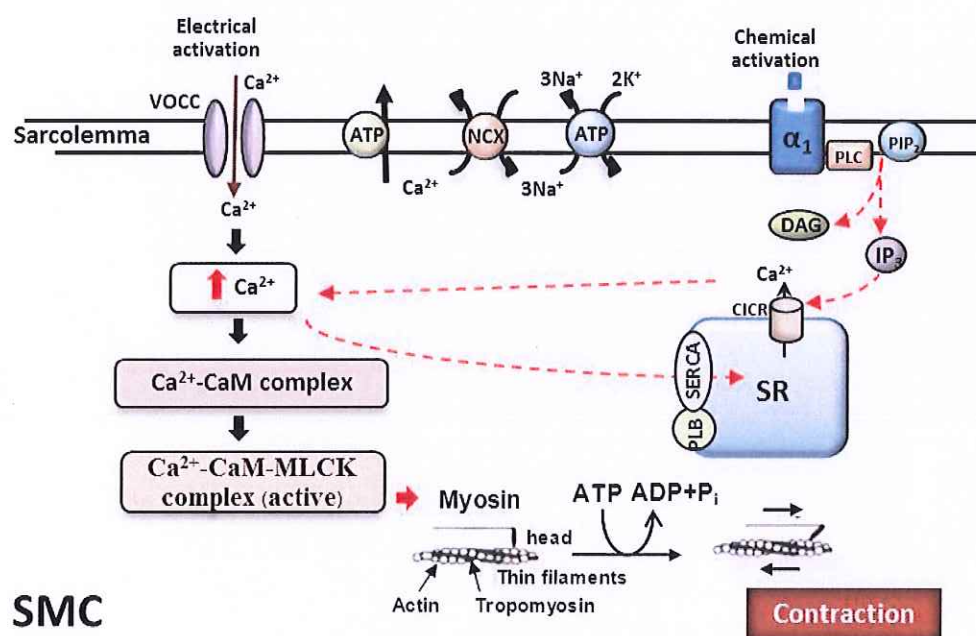 Electrical
activation
Chemical
activation
VOCC
Ca²⁺
3Na⁺
2K⁺
Sarcolemma
ATP
NCX
ATP
α₁
PLC
PIP₂
Ca²⁺
3Na⁺
Ca²⁺
DAG
IP₃
Ca²⁺
Ca²⁺
CICR
SERCA
PLB
SR
Ca²⁺-CaM complex
Ca²⁺-CaM-MLCK
complex (active)
Myosin
ATP ADP+Pᵢ
head
Thin filaments
Actin
Tropomyosin
SMC
Contraction